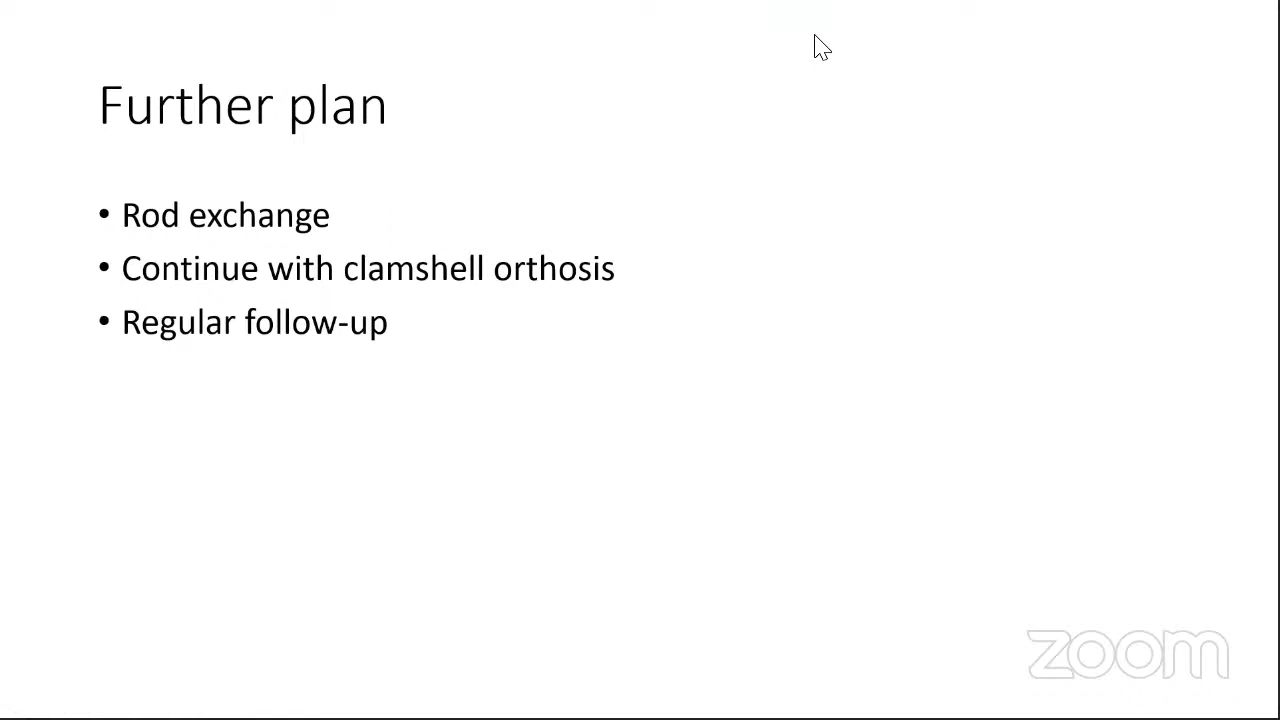 Further plan
• Rod exchange
• Continue with clamshell orthosis
• Regular follow-up
zoom